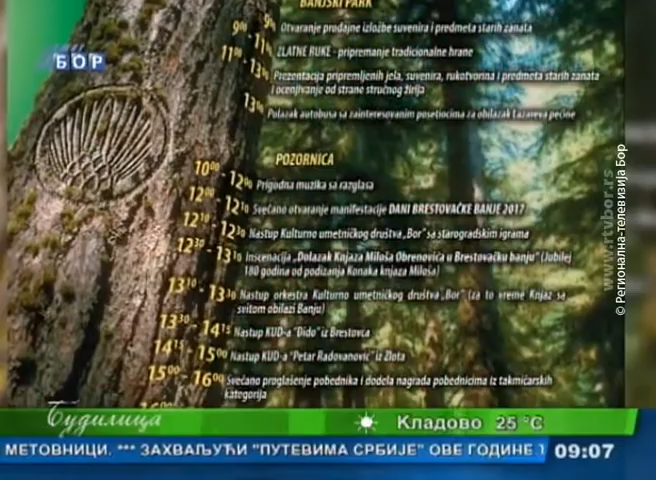 BANJSKI PARK
БОР
9⁰⁰ Otvaranje prodajne izložbe suvenira i predmeta starih zanata
ZLATNE RUKE - pripremanje tradicionalne hrane
11⁰⁰ - 13⁰⁰ Prezentacija pripremljenih jela, suvenira, rukotvorina i predmeta starih zanata
i ocenjivanje od strane stručnog žirija
13⁰⁰ Polazak autobusa sa zainteresovanim posetiocima za obilazak Lazareve pećine
POZORNICA
10⁰⁰ - 12⁰⁰ Prigodna muzika sa razglasa
12⁰⁰ - 12¹⁰ Svečano otvaranje manifestacije DANI BRESTOVAČKE BANJE 2017
12¹⁰ - 12³⁰ Nastup Kulturno umetničkog društva „Bor“ sa starogradskim igrama
12³⁰ - 13¹⁰ Inscenacija „Dolazak Knjaza Miloša Obrenovića u Brestovačku banju“ (Jubilej
180 godina od podizanja Konaka knjaza Miloša)
13¹⁰ - 13³⁰ Nastup orkestra Kulturno umetničkog društva „Bor“ (za to vreme Knjaz sa
svitom obilazi Banju)
13³⁰ - 14¹⁵ Nastup KUD-a "Đido" iz Brestovca
14¹⁵ - 15⁰⁰ Nastup KUD-a "Petar Radovanović" iz Zlota
15⁰⁰ - 16⁰⁰ Svečano proglašenje pobednika i dodela nagrada pobednicima iz takmičarskih
kategorija
www.rtvbor.rs
© Регионална-телевизија Бор
Будилица
Кладово 25 °C
МЕТОВНИЦИ. *** ЗАХВАЉУЋИ "ПУТЕВИМА СРБИЈЕ" ОВЕ ГОДИНЕ
09:07